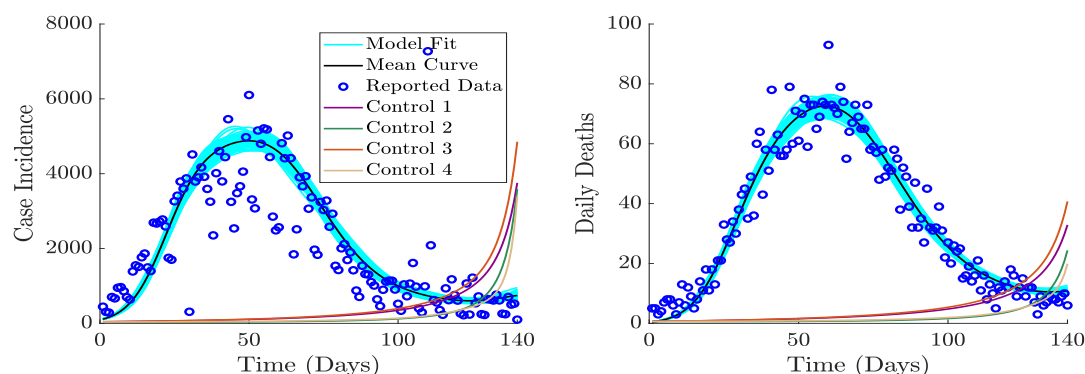 8000
6000
4000
2000
0
Case Incidence
0
50
100
140
Time (Days)
Model Fit
Mean Curve
Reported Data
Control 1
Control 2
Control 3
Control 4
100
80
60
40
20
0
Daily Deaths
0
50
100
140
Time (Days)